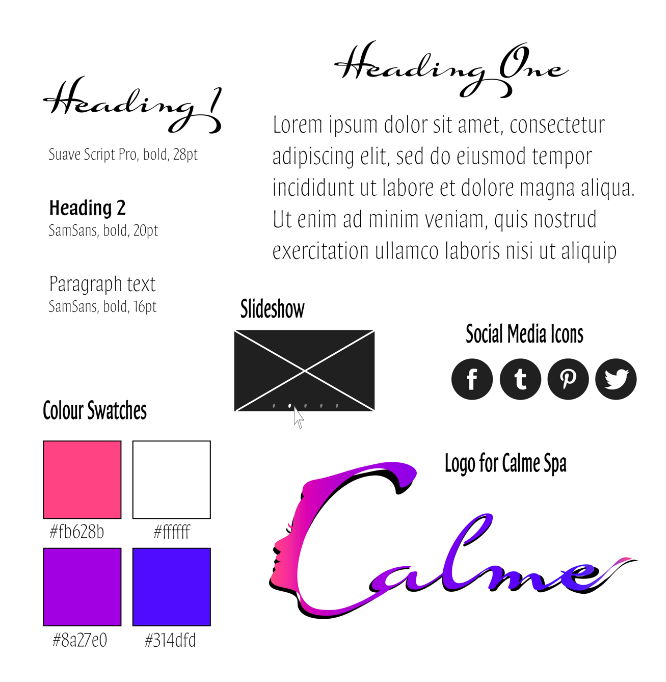 Heading 1
Suave Script Pro, bold, 28pt
Heading 2
SamSans, bold, 20pt
Paragraph text
SamSans, bold, 16pt
Heading One
Lorem ipsum dolor sit amet, consectetur
adipiscing elit, sed do eiusmod tempor
incididunt ut labore et dolore magna aliqua.
Ut enim ad minim veniam, quis nostrud
exercitation ullamco laboris nisi ut aliquip
Slideshow
Social Media Icons
f t p
Colour Swatches
#fb628b
#ffffff
#8a27e0
#314dfd
Logo for Calme Spa
Calme